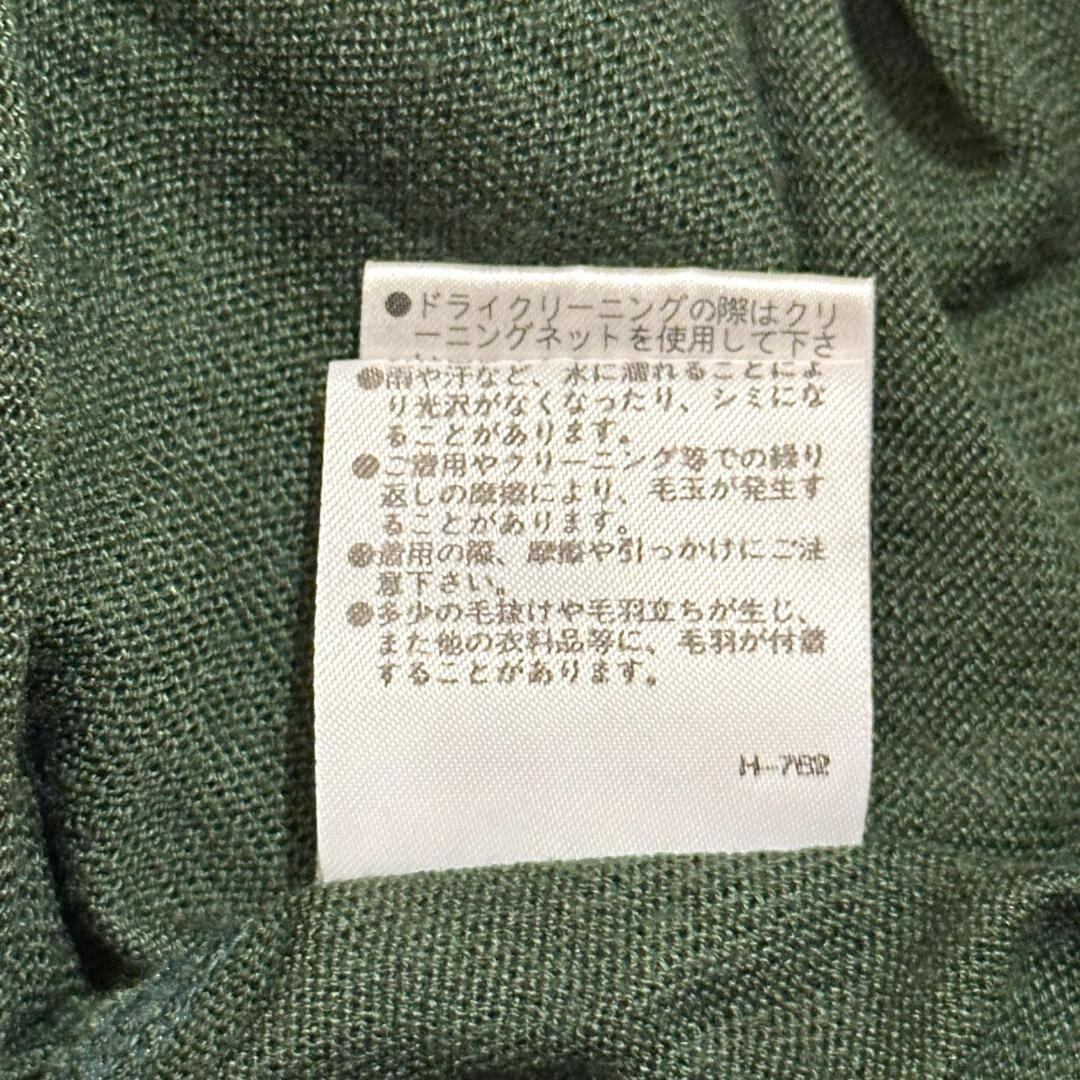 ●ドライクリーニングの際はクリ
ーニングネットを使用して下さ
●雨や汗など、水に濡れることによ
り光沢がなくなったり、シミにな
ることがあります。
●ご着用やクリーニング等での繰り
返しの摩擦により、毛玉が発生す
ることがあります。
●着用の際、摩擦や引っかけにご注
意下さい。
●多少の毛抜けや毛羽立ちが生じ、
また他の衣料品等に、毛羽が付着
することがあります。